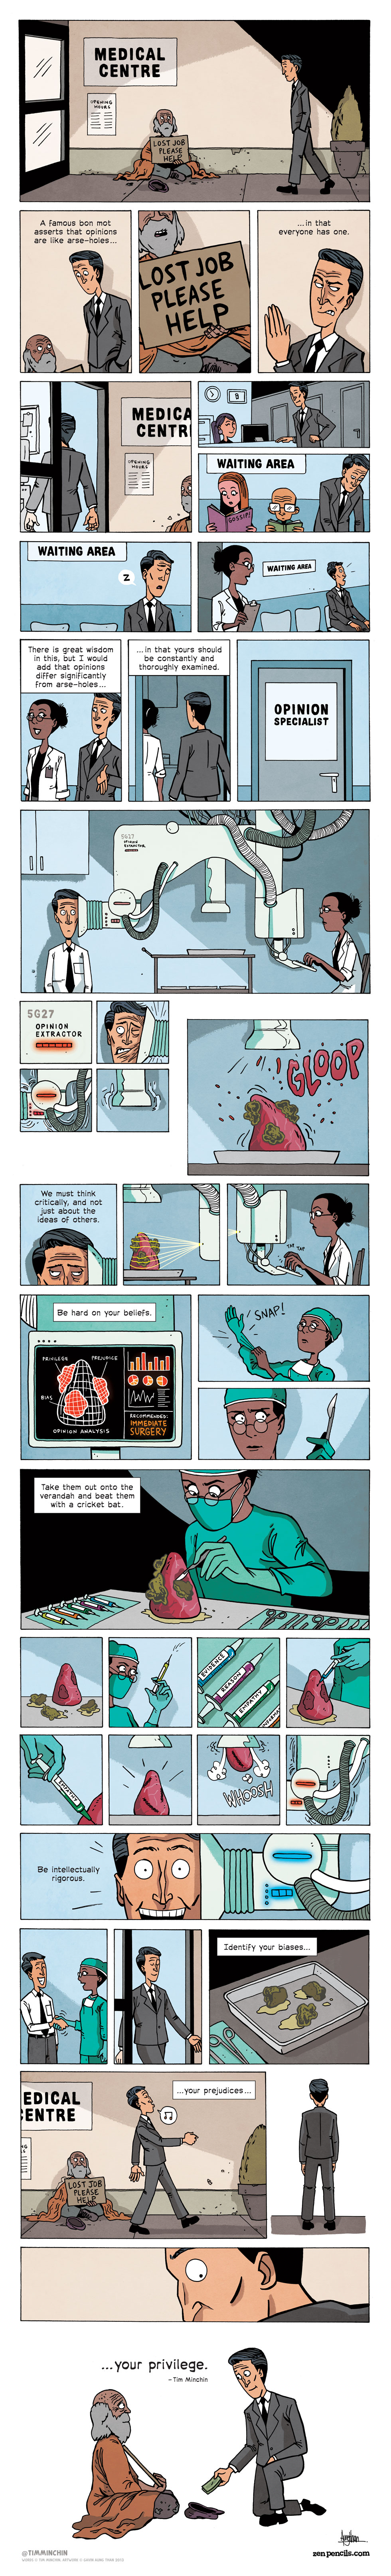 MEDICAL
CENTRE
OPENING
HOURS
LOST JOB
PLEASE
HELP
A famous bon mot
asserts that opinions
are like arse-holes...
LOST JOB
PLEASE
HELP
...in that
everyone has one.
MEDICA
CENTR
OPENING
HOURS
WAITING AREA
GOSSIP!
WAITING AREA
Z
WAITING AREA
There is great wisdom
in this, but I would
add that opinions
differ significantly
from arse-holes...
...in that yours should
be constantly and
thoroughly examined.
OPINION
SPECIALIST
5G27
OPINION
EXTRACTOR
5G27
OPINION
EXTRACTOR
GLOOP
We must think
critically, and not
just about the
ideas of others.
TAP
TAP
Be hard on your beliefs.
PRIVILEGE
PREJUDICE
BIAS
OPINION ANALYSIS
RECOMMENDED:
IMMEDIATE
SURGERY
SNAP!
Take them out onto the
verandah and beat them
with a cricket bat.
EVIDENCE
REASON
EMPATHY
WHOOSH
Be intellectually
rigorous.
Identify your biases...
EDICAL
ENTRE
...your prejudices...
LOST JOB
PLEASE
HELP
...your privilege.
- Tim Minchin
@TIMMINCHIN
zenpencils.com